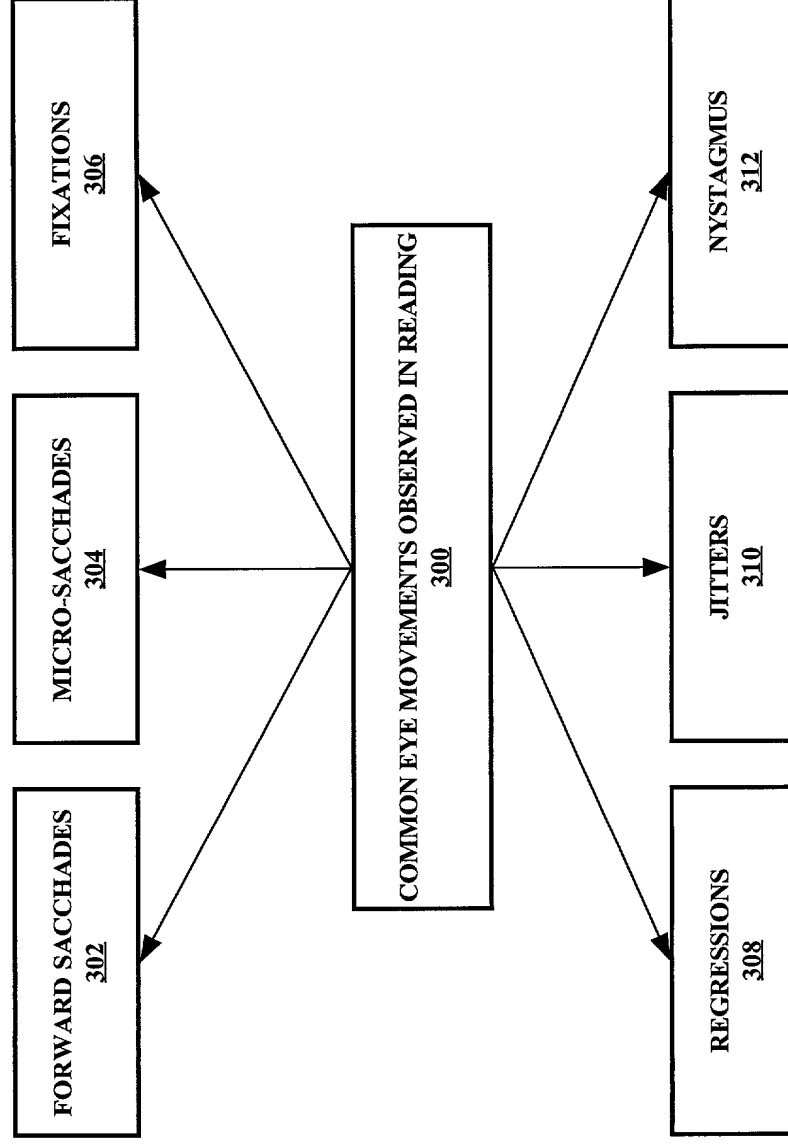 FORWARD SACCHADES
302
MICRO-SACCHADES
304
FIXATIONS
306
COMMON EYE MOVEMENTS OBSERVED IN READING
300
REGRESSIONS
308
JITTERS
310
NYSTAGMUS
312